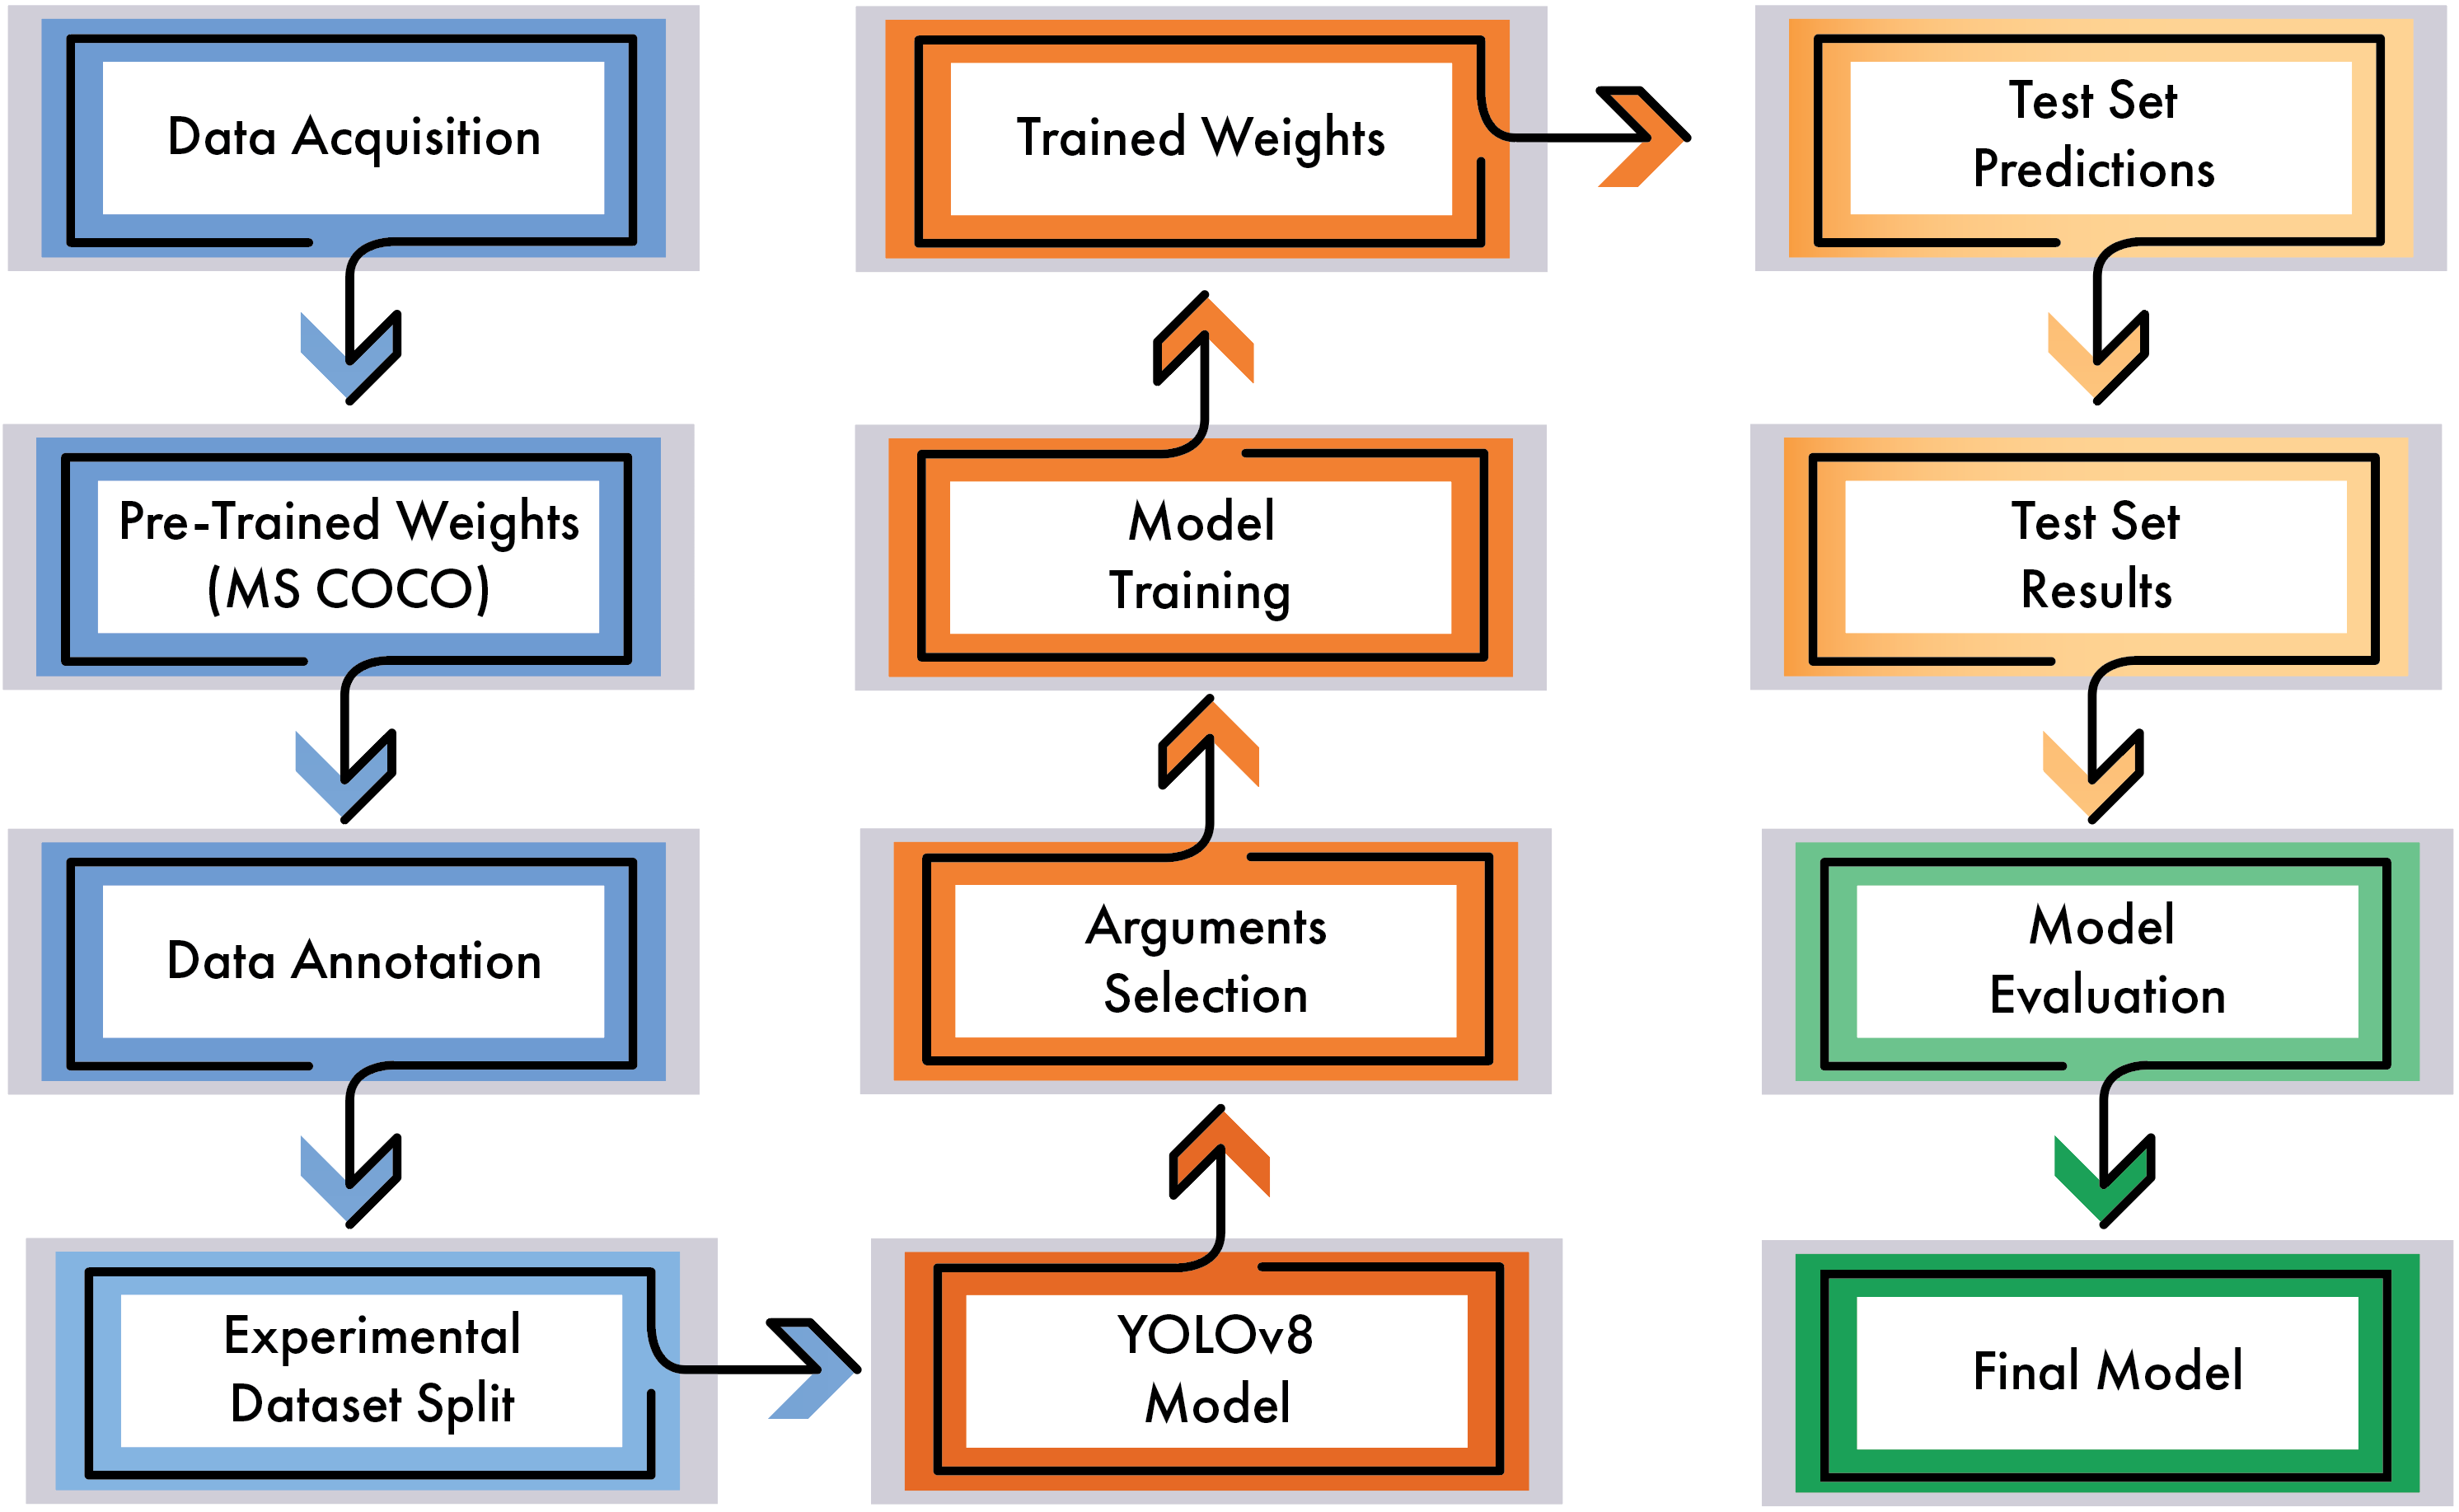 Data Acquisition
Pre-Trained Weights
(MS COCO)
Data Annotation
Experimental
Dataset Split
YOLOv8
Model
Arguments
Selection
Model
Training
Trained Weights
Test Set
Predictions
Test Set
Results
Model
Evaluation
Final Model